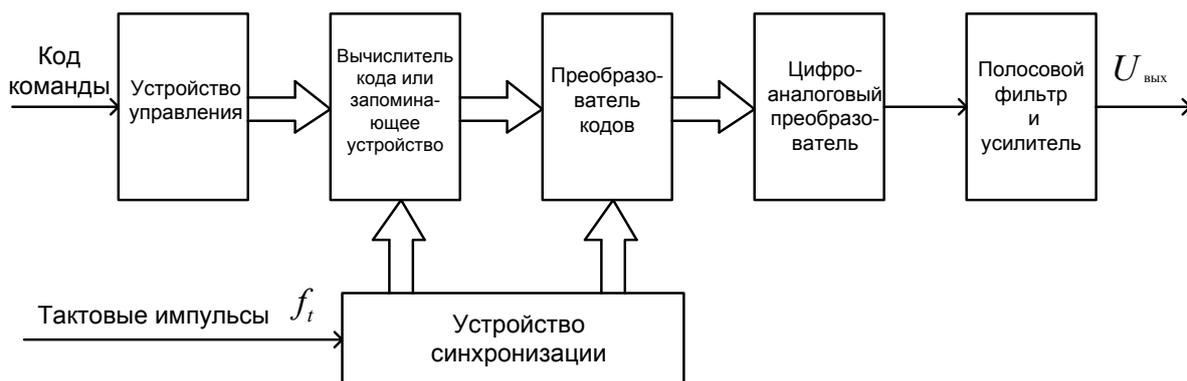 Код
команды
Устройство
управления
Вычислитель
кода или
запомина-
ющее
устройство
Преобразо-
ватель
кодов
Цифро-
аналоговый
преобразо-
ватель
Полосовой
фильтр
и
усилитель
U вых
Тактовые импульсы f t
Устройство
синхронизации